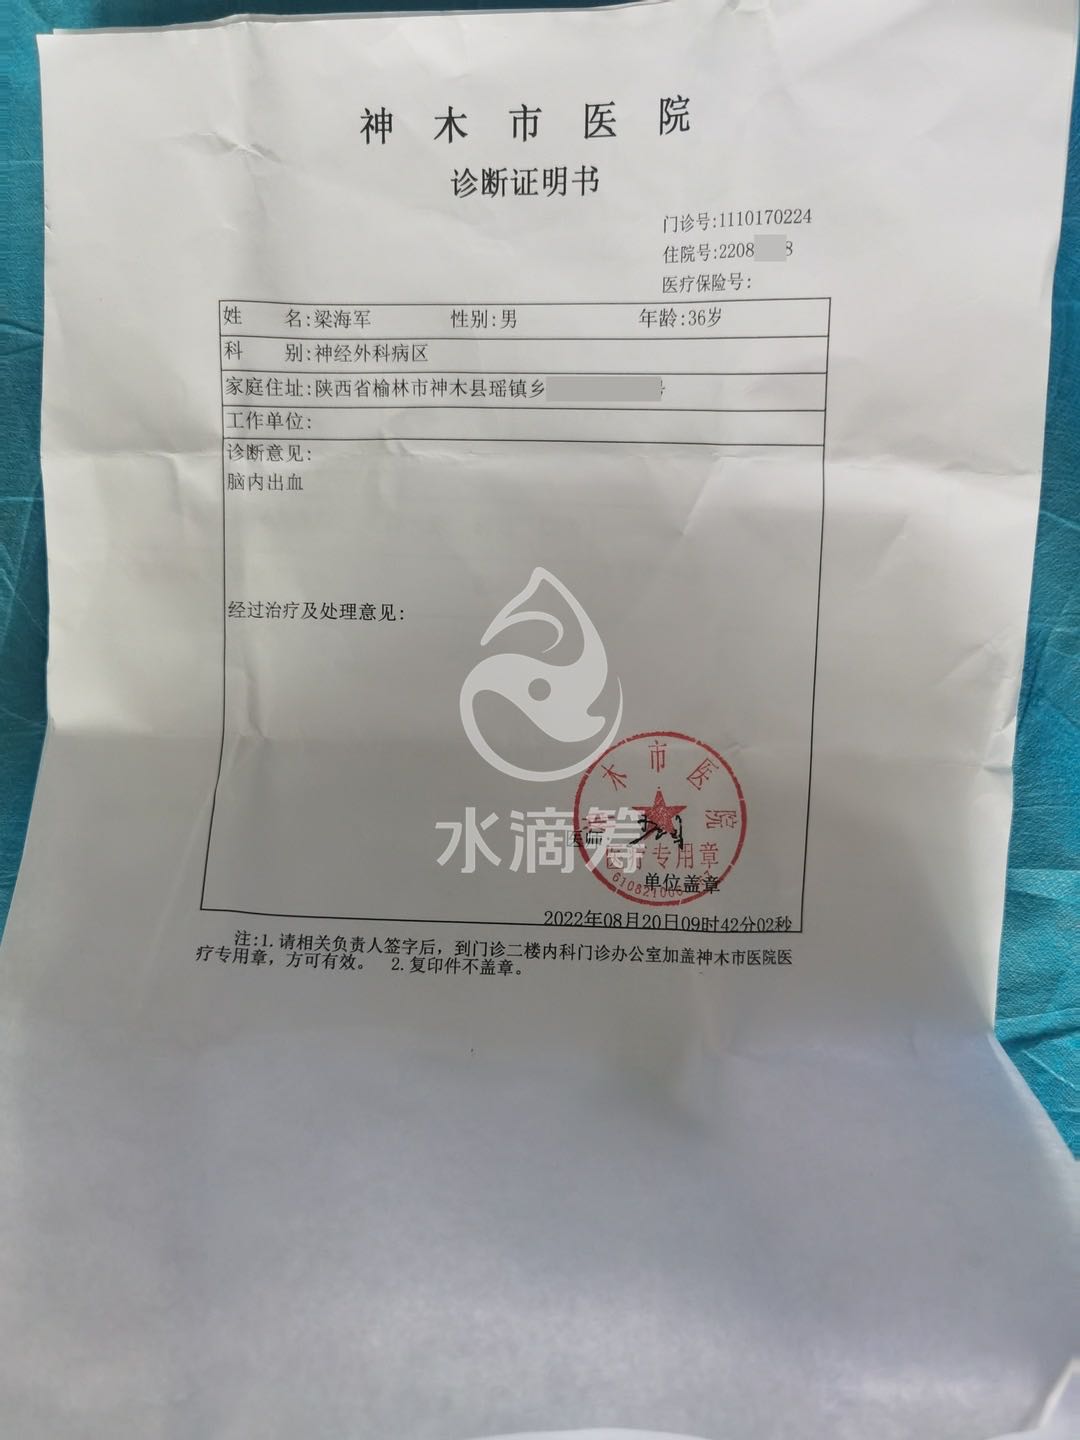 神木市医院
诊断证明书
门诊号:1110170224
住院号:2208 8
医疗保险号:
姓 名:梁海军 性别:男 年龄:36岁
科 别:神经外科病区
家庭住址:陕西省榆林市神木县瑶镇乡
工作单位:
诊断意见:
脑内出血
经过治疗及处理意见:
水滴筹
木市医院
医师
医疗专用章
单位盖章
2022年08月20日09时42分02秒
注:1.请相关负责人签字后，到门诊二楼内科门诊办公室加盖神木市医院医
疗专用章，方可有效。 2.复印件不盖章。